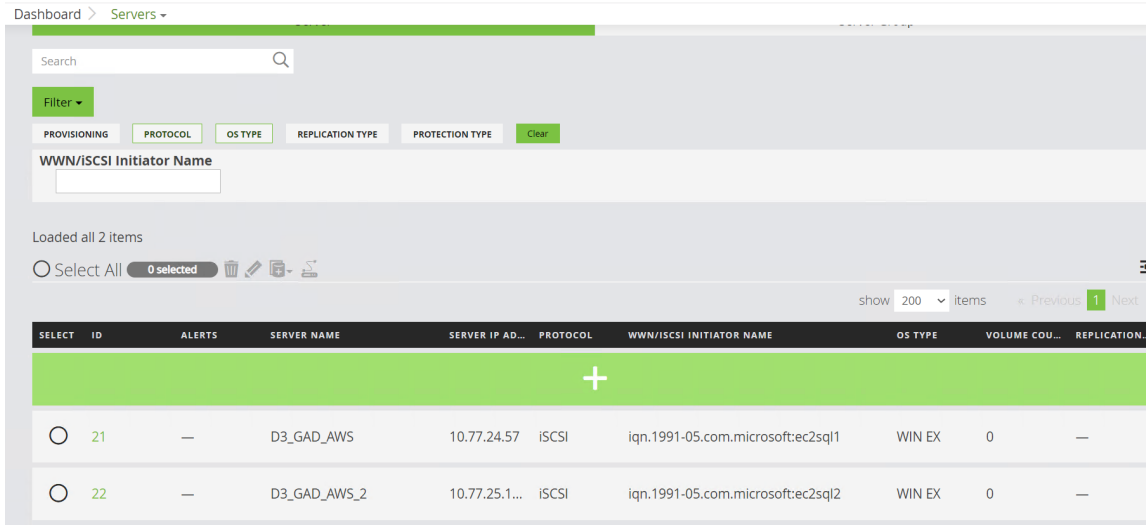 Dashboard Servers
Search
Filter
PROVISIONING PROTOCOL OS TYPE REPLICATION TYPE PROTECTION TYPE Clear
WWN/iSCSI Initiator Name
Loaded all 2 items
Select All 0 selected
show 200 items « Previous 1 Next
SELECT ID ALERTS SERVER NAME SERVER IP AD... PROTOCOL WWN/ISCSI INITIATOR NAME OS TYPE VOLUME COU... REPLICATION...
+
21 — D3_GAD_AWS 10.77.24.57 iSCSI iqn.1991-05.com.microsoft:ec2sql1 WIN EX 0 —
22 — D3_GAD_AWS_2 10.77.25.1... iSCSI iqn.1991-05.com.microsoft:ec2sql2 WIN EX 0 —